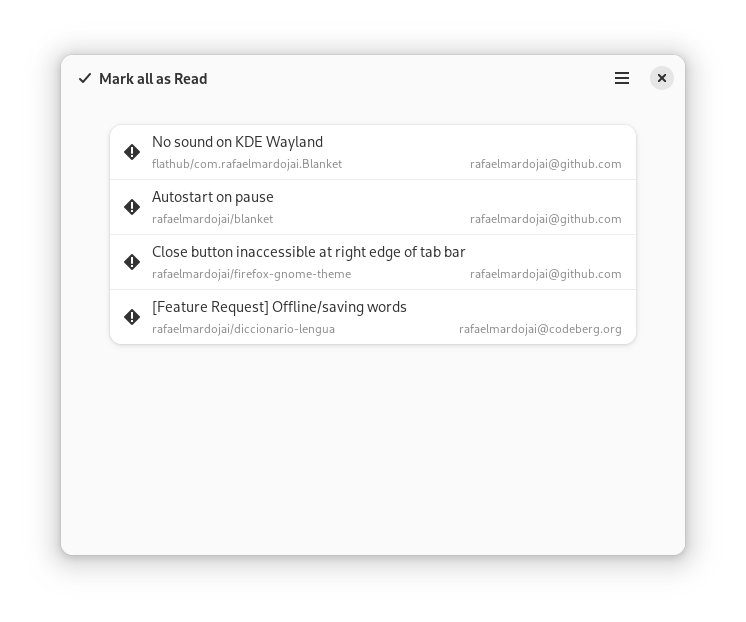 Mark all as Read
No sound on KDE Wayland
flathub/com.rafaelmardojai.Blanket rafaelmardojai@github.com
Autostart on pause
rafaelmardojai/blanket rafaelmardojai@github.com
Close button inaccessible at right edge of tab bar
rafaelmardojai/firefox-gnome-theme rafaelmardojai@github.com
[Feature Request] Offline/saving words
rafaelmardojai/diccionario-lengua rafaelmardojai@codeberg.org